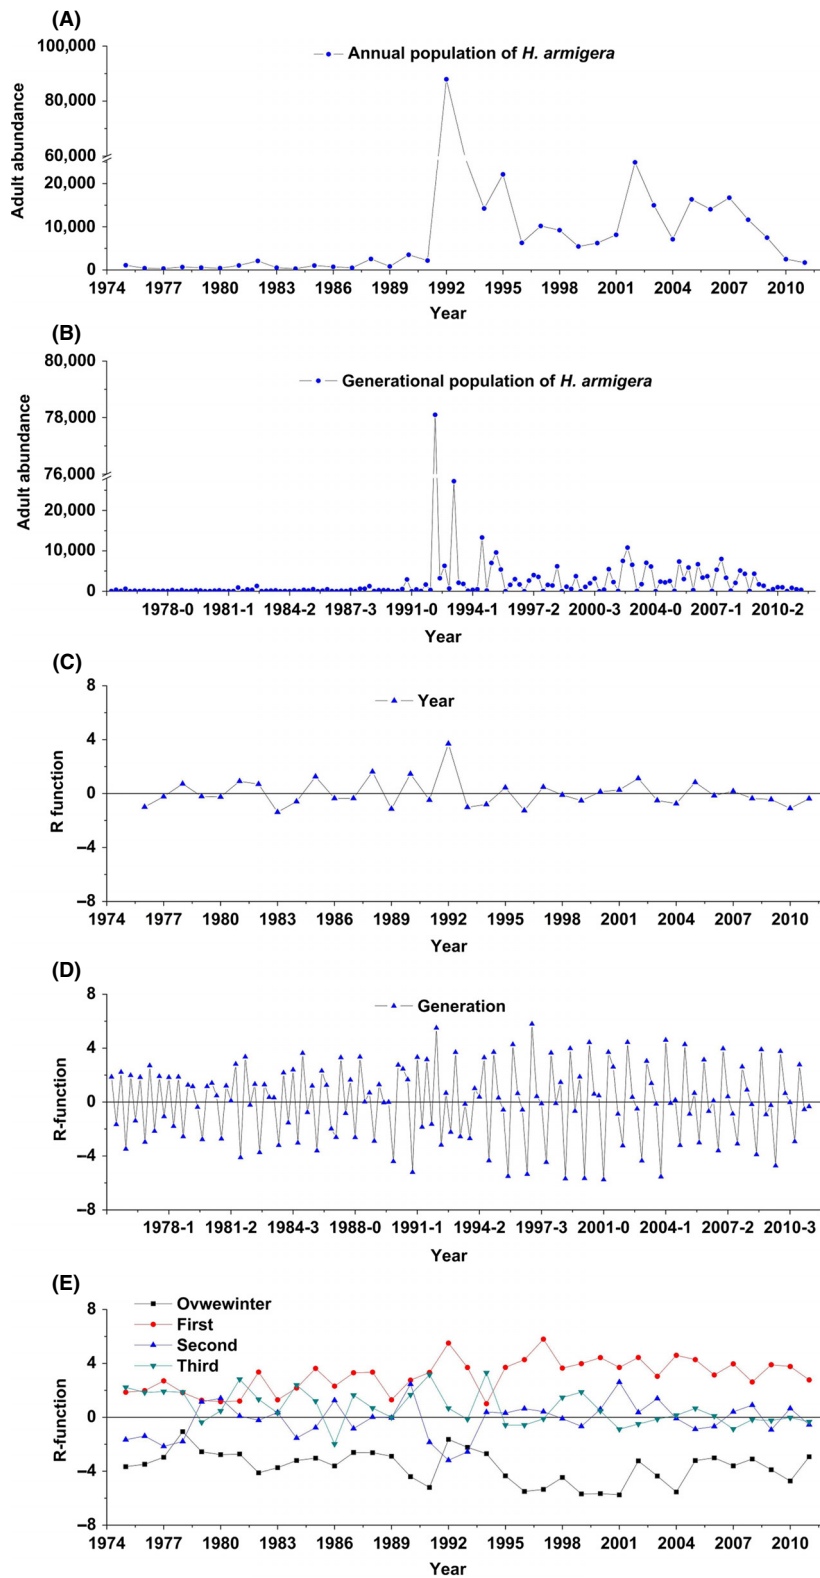 (A)
Annual population of H. armigera
100,000
80,000
60,000
20,000
10,000
0
Adult abundance
1974 1977 1980 1983 1986 1989 1992 1995 1998 2001 2004 2007 2010
Year
(B)
Generational population of H. armigera
80,000
78,000
76,000
20,000
10,000
0
Adult abundance
1978-0 1981-1 1984-2 1987-3 1991-0 1994-1 1997-2 2000-3 2004-0 2007-1 2010-2
Year
(C)
Year
8
4
0
–4
–8
R function
1974 1977 1980 1983 1986 1989 1992 1995 1998 2001 2004 2007 2010
Year
(D)
Generation
8
4
0
–4
–8
R-function
1978-1 1981-2 1984-3 1988-0 1991-1 1994-2 1997-3 2001-0 2004-1 2007-2 2010-3
Year
(E)
Ovwewinter
First
Second
Third
8
4
0
–4
–8
R-function
1974 1977 1980 1983 1986 1989 1992 1995 1998 2001 2004 2007 2010
Year